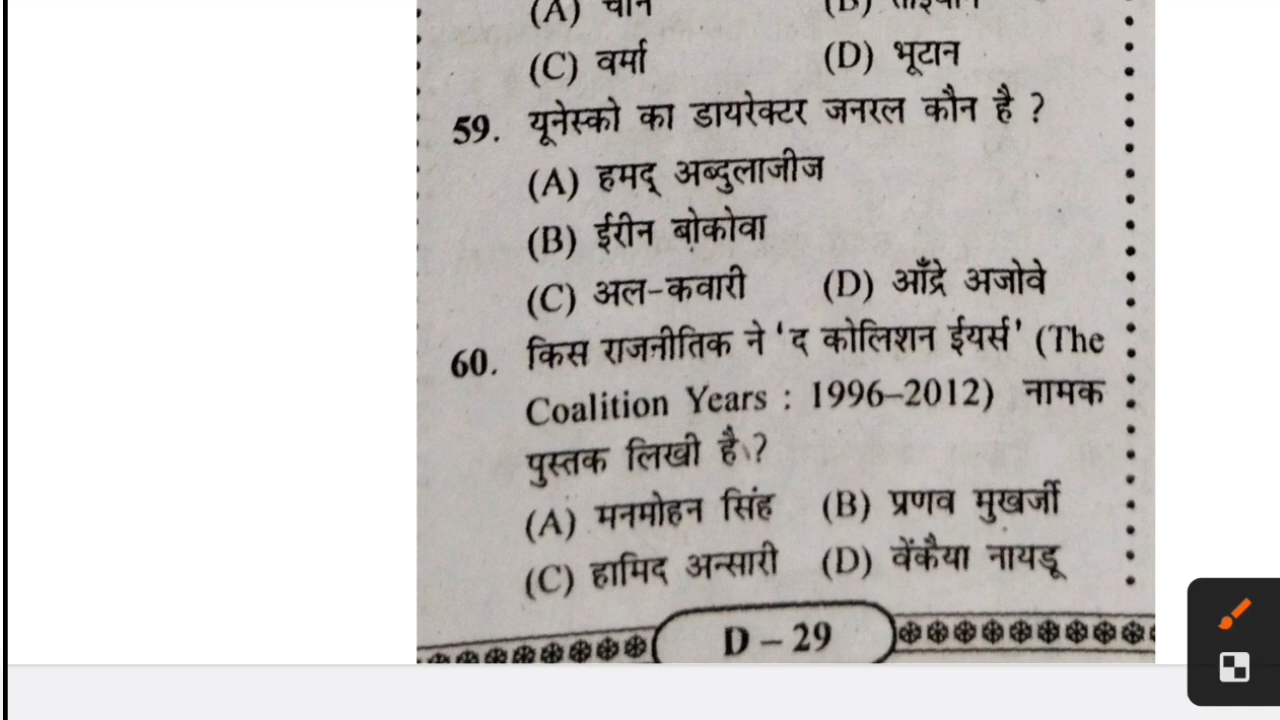 (A) चीन (B) ताइवान
(C) वर्मा (D) भूटान
59. यूनेस्को का डायरेक्टर जनरल कौन है ?
(A) हमद् अब्दुलाजीज
(B) ईरीन बोकोवा
(C) अल-कवारी (D) आँद्रे अजोवे
60. किस राजनीतिक ने ‘द कोलिशन ईयर्स’ (The
Coalition Years : 1996–2012) नामक
पुस्तक लिखी है ?
(A) मनमोहन सिंह (B) प्रणव मुखर्जी
(C) हामिद अन्सारी (D) वेंकैया नायडू
D – 29